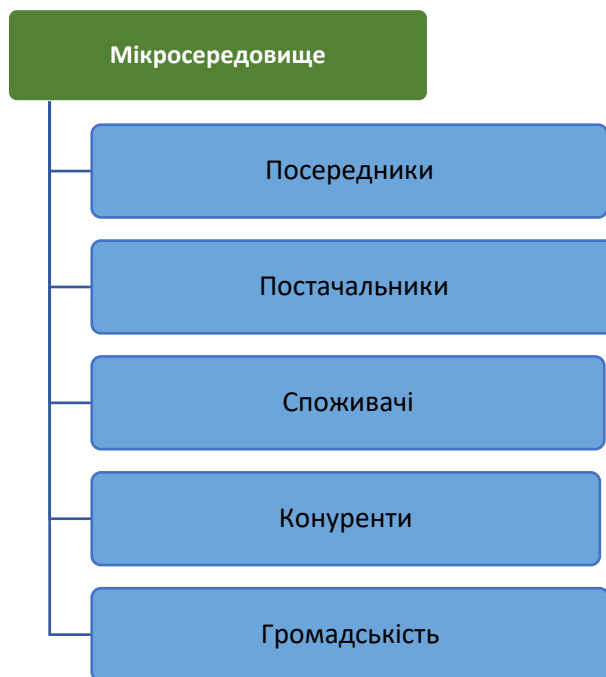 Мікросередовище
Посередники
Постачальники
Споживачі
Конуренти
Громадськість